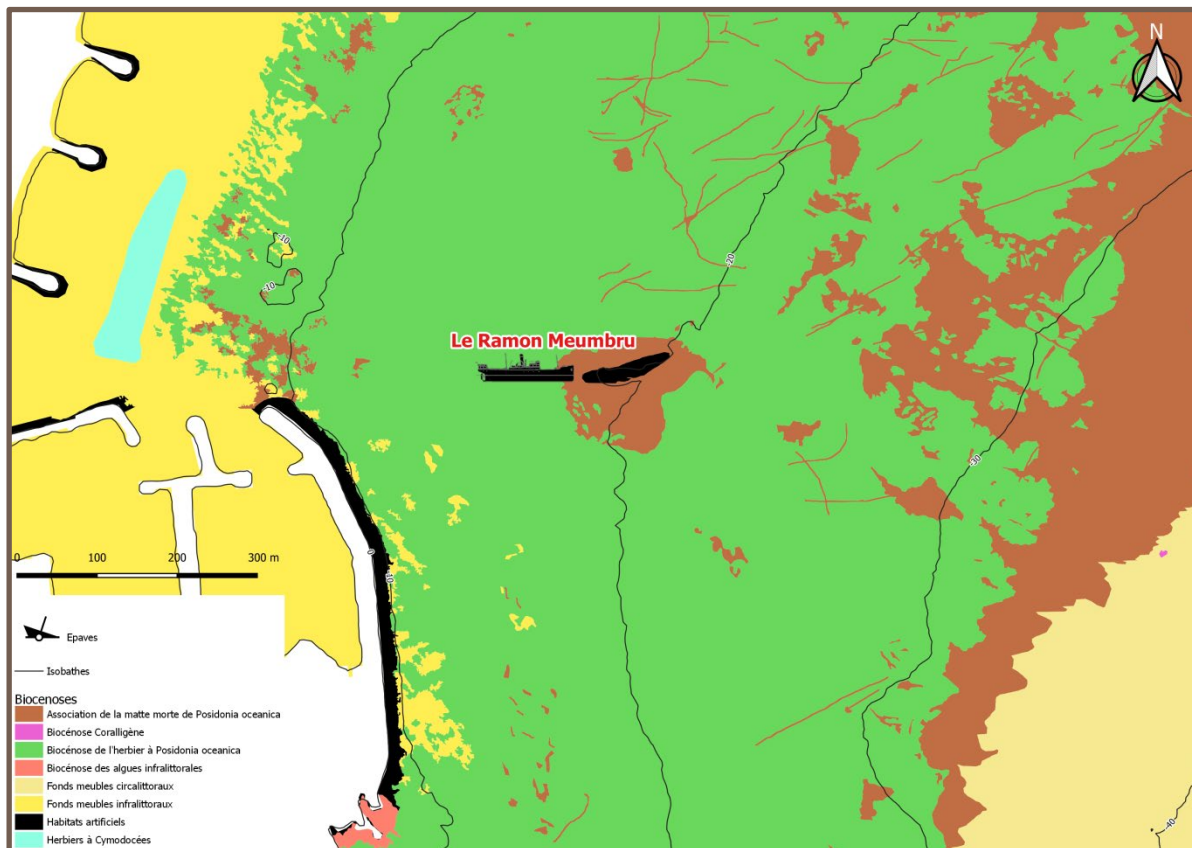 N
-10
-10
-20
Le Ramon Meumbru
-30
0
-10
0 100 200 300 m
Epaves
Isobathes
Biocenoses
Association de la matte morte de Posidonia oceanica
Biocénose Coralligène
Biocénose de l'herbier à Posidonia oceanica
Biocénose des algues infralittorales
Fonds meubles circalittoraux
Fonds meubles infralittoraux
Habitats artificiels
Herbiers à Cymodocées
-40